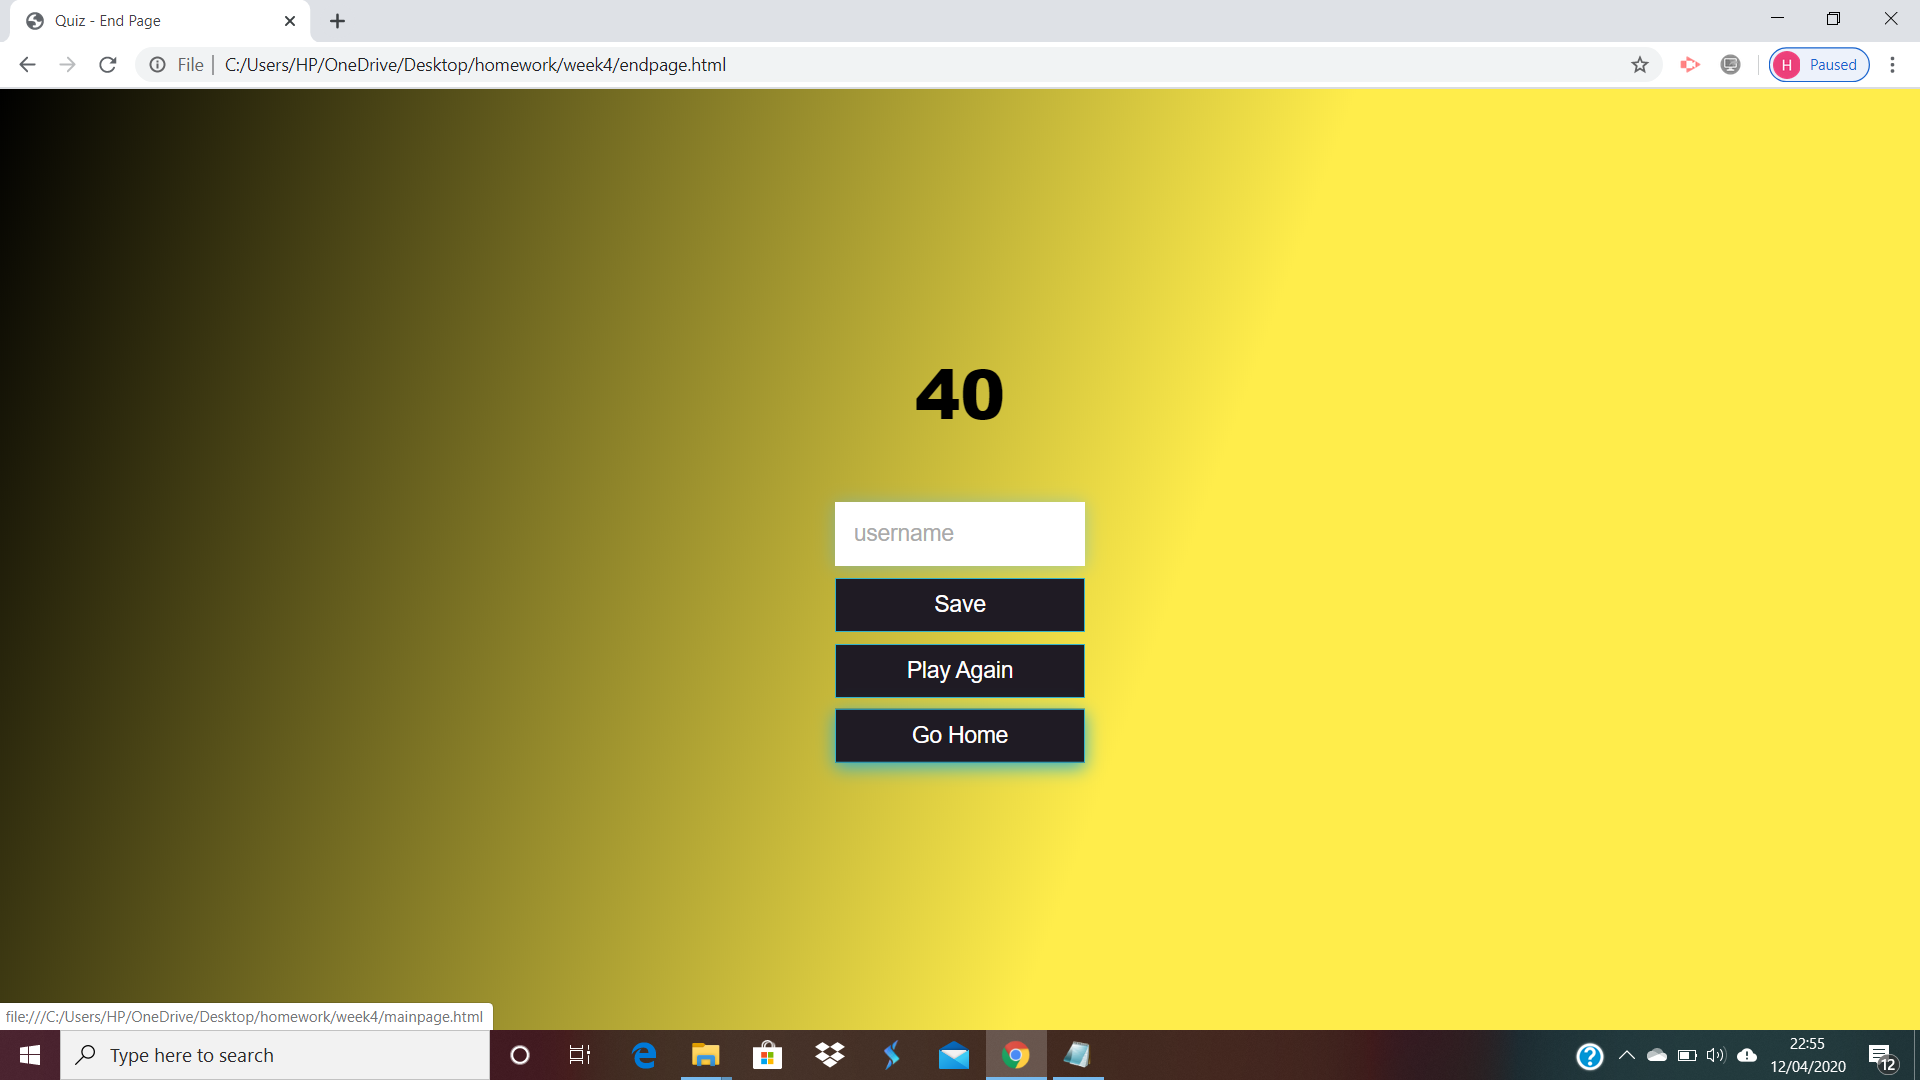 Quiz - End Page
File | C:/Users/HP/OneDrive/Desktop/homework/week4/endpage.html
H Paused
40
username
Save
Play Again
Go Home
file:///C:/Users/HP/OneDrive/Desktop/homework/week4/mainpage.html
Type here to search
22:55
12/04/2020
12